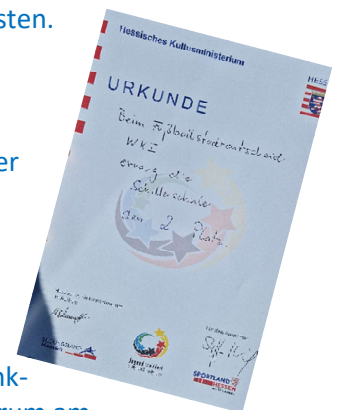 sten.
er
nk-
rum am
Hessisches Kultusministerium
HESS
URKUNDE
Beim Fußballstadtentscheid
WK I
errang die
Schillerschule
den 2. Platz.
SPORTLAND
HESSEN